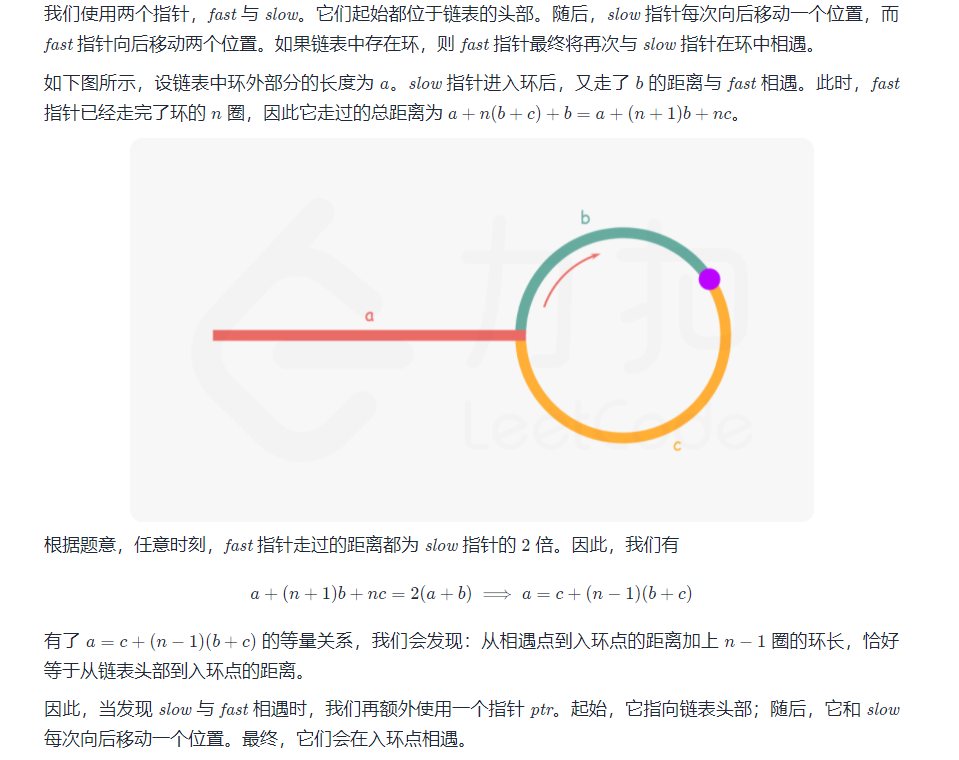 我们使用两个指针，fast 与 slow。它们起始都位于链表的头部。随后，slow 指针每次向后移动一个位置，而
fast 指针向后移动两个位置。如果链表中存在环，则 fast 指针最终将再次与 slow 指针在环中相遇。
如下图所示，设链表中环外部分的长度为 a。slow 指针进入环后，又走了 b 的距离与 fast 相遇。此时，fast
指针已经走完了环的 n 圈，因此它走过的总距离为 a + n(b + c) + b = a + (n + 1)b + nc。
b
a
力扣
LeetCode
c
根据题意，任意时刻，fast 指针走过的距离都为 slow 指针的 2 倍。因此，我们有
a + (n + 1)b + nc = 2(a + b) ⟹ a = c + (n − 1)(b + c)
有了 a = c + (n − 1)(b + c) 的等量关系，我们会发现：从相遇点到入环点的距离加上 n − 1 圈的环长，恰好
等于从链表头部到入环点的距离。
因此，当发现 slow 与 fast 相遇时，我们再额外使用一个指针 ptr。起始，它指向链表头部；随后，它和 slow
每次向后移动一个位置。最终，它们会在入环点相遇。